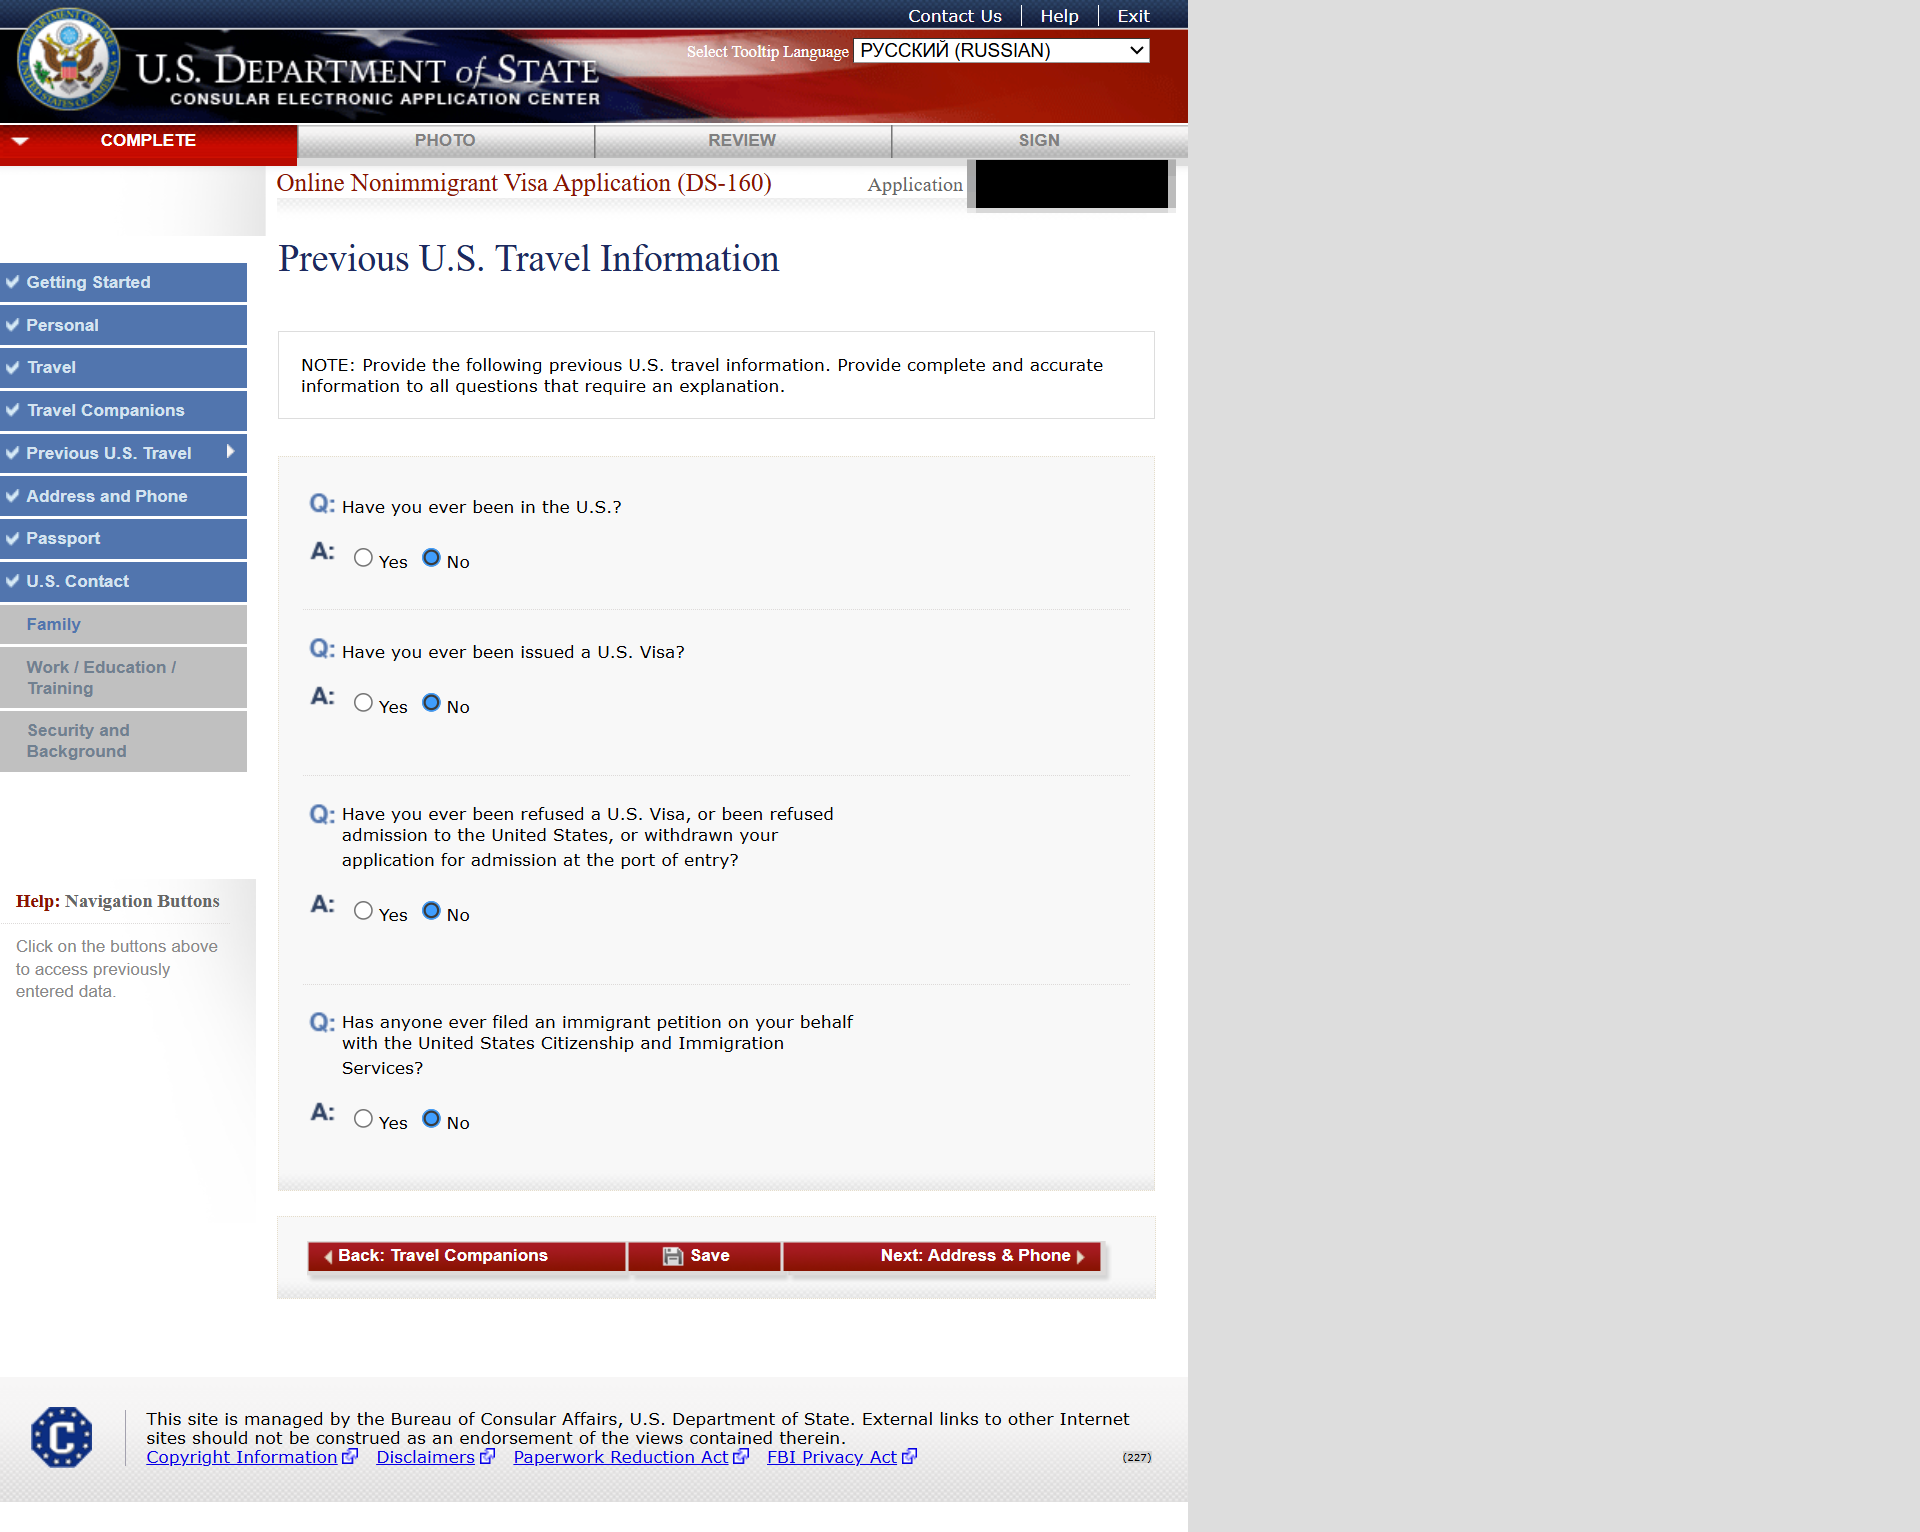 Contact Us
Help
Exit
Select Tooltip Language
РУССКИЙ (RUSSIAN)
U.S. DEPARTMENT of STATE
CONSULAR ELECTRONIC APPLICATION CENTER
COMPLETE
PHOTO
REVIEW
SIGN
Online Nonimmigrant Visa Application (DS-160)
Application
Previous U.S. Travel Information
Getting Started
Personal
Travel
Travel Companions
Previous U.S. Travel
Address and Phone
Passport
U.S. Contact
Family
Work / Education /
Training
Security and
Background
Help: Navigation Buttons
Click on the buttons above
to access previously
entered data.
NOTE: Provide the following previous U.S. travel information. Provide complete and accurate
information to all questions that require an explanation.
Q: Have you ever been in the U.S.?
A: Yes No
Q: Have you ever been issued a U.S. Visa?
A: Yes No
Q: Have you ever been refused a U.S. Visa, or been refused
admission to the United States, or withdrawn your
application for admission at the port of entry?
A: Yes No
Q: Has anyone ever filed an immigrant petition on your behalf
with the United States Citizenship and Immigration
Services?
A: Yes No
Back: Travel Companions
Save
Next: Address & Phone
C
This site is managed by the Bureau of Consular Affairs, U.S. Department of State. External links to other Internet
sites should not be construed as an endorsement of the views contained therein.
Copyright Information Disclaimers Paperwork Reduction Act FBI Privacy Act
(227)